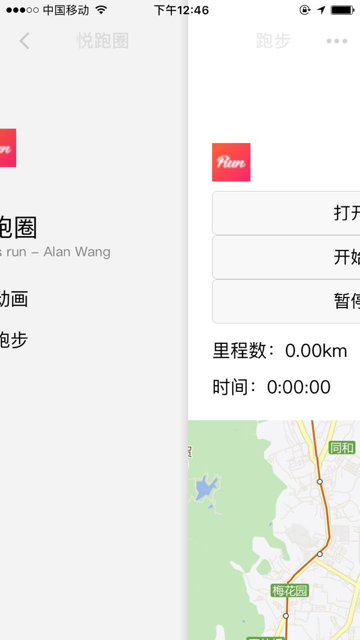 中国移动
下午12:46
悦跑圈
跑步
un
Run
跑圈
s run – Alan Wang
动画
跑步
打开
开始
暂停
里程数：0.00km
时间：0:00:00
同和
梅花园